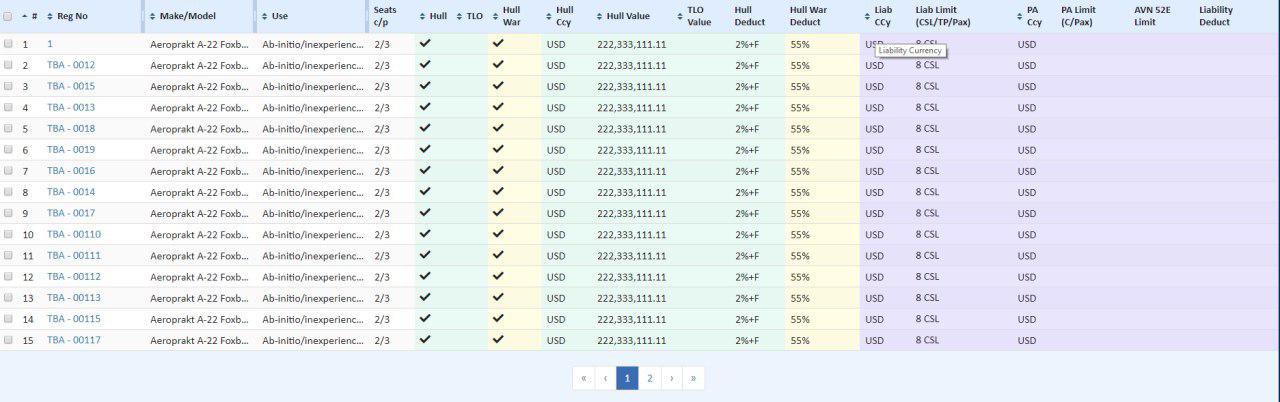 # Reg No Make/Model Use Seats c/p Hull TLO Hull War Hull Ccy Hull Value TLO Value Hull Deduct Hull War Deduct Liab CCy Liab Limit (CSL/TP/Pax) PA Ccy PA Limit (C/Pax) AVN 52E Limit Liability Deduct
1 1 Aeroprakt A-22 Foxb... Ab-initio/inexperienc... 2/3 ✔ ✔ USD 222,333,111.11 2%+F 55% USD 8 CSL USD
Liability Currency
2 TBA - 0012 Aeroprakt A-22 Foxb... Ab-initio/inexperienc... 2/3 ✔ ✔ USD 222,333,111.11 2%+F 55% USD 8 CSL USD
3 TBA - 0015 Aeroprakt A-22 Foxb... Ab-initio/inexperienc... 2/3 ✔ ✔ USD 222,333,111.11 2%+F 55% USD 8 CSL USD
4 TBA - 0013 Aeroprakt A-22 Foxb... Ab-initio/inexperienc... 2/3 ✔ ✔ USD 222,333,111.11 2%+F 55% USD 8 CSL USD
5 TBA - 0018 Aeroprakt A-22 Foxb... Ab-initio/inexperienc... 2/3 ✔ ✔ USD 222,333,111.11 2%+F 55% USD 8 CSL USD
6 TBA - 0019 Aeroprakt A-22 Foxb... Ab-initio/inexperienc... 2/3 ✔ ✔ USD 222,333,111.11 2%+F 55% USD 8 CSL USD
7 TBA - 0016 Aeroprakt A-22 Foxb... Ab-initio/inexperienc... 2/3 ✔ ✔ USD 222,333,111.11 2%+F 55% USD 8 CSL USD
8 TBA - 0014 Aeroprakt A-22 Foxb... Ab-initio/inexperienc... 2/3 ✔ ✔ USD 222,333,111.11 2%+F 55% USD 8 CSL USD
9 TBA - 0017 Aeroprakt A-22 Foxb... Ab-initio/inexperienc... 2/3 ✔ ✔ USD 222,333,111.11 2%+F 55% USD 8 CSL USD
10 TBA - 00110 Aeroprakt A-22 Foxb... Ab-initio/inexperienc... 2/3 ✔ ✔ USD 222,333,111.11 2%+F 55% USD 8 CSL USD
11 TBA - 00111 Aeroprakt A-22 Foxb... Ab-initio/inexperienc... 2/3 ✔ ✔ USD 222,333,111.11 2%+F 55% USD 8 CSL USD
12 TBA - 00112 Aeroprakt A-22 Foxb... Ab-initio/inexperienc... 2/3 ✔ ✔ USD 222,333,111.11 2%+F 55% USD 8 CSL USD
13 TBA - 00113 Aeroprakt A-22 Foxb... Ab-initio/inexperienc... 2/3 ✔ ✔ USD 222,333,111.11 2%+F 55% USD 8 CSL USD
14 TBA - 00115 Aeroprakt A-22 Foxb... Ab-initio/inexperienc... 2/3 ✔ ✔ USD 222,333,111.11 2%+F 55% USD 8 CSL USD
15 TBA - 00117 Aeroprakt A-22 Foxb... Ab-initio/inexperienc... 2/3 ✔ ✔ USD 222,333,111.11 2%+F 55% USD 8 CSL USD
« ‹ 1 2 › »